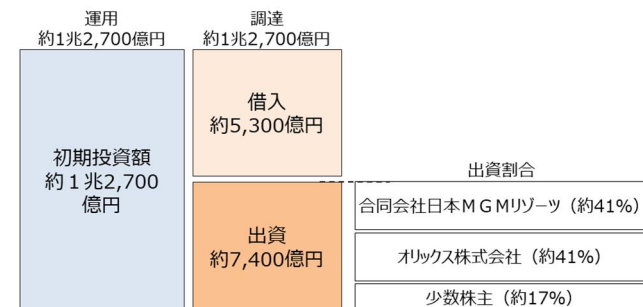 運用
約1兆2,700億円
調達
約1兆2,700億円
初期投資額
約１兆2,700
億円
借入
約5,300億円
出資
約7,400億円
出資割合
合同会社日本ＭＧＭリゾーツ（約41%）
オリックス株式会社（約41%）
少数株主（約17%）